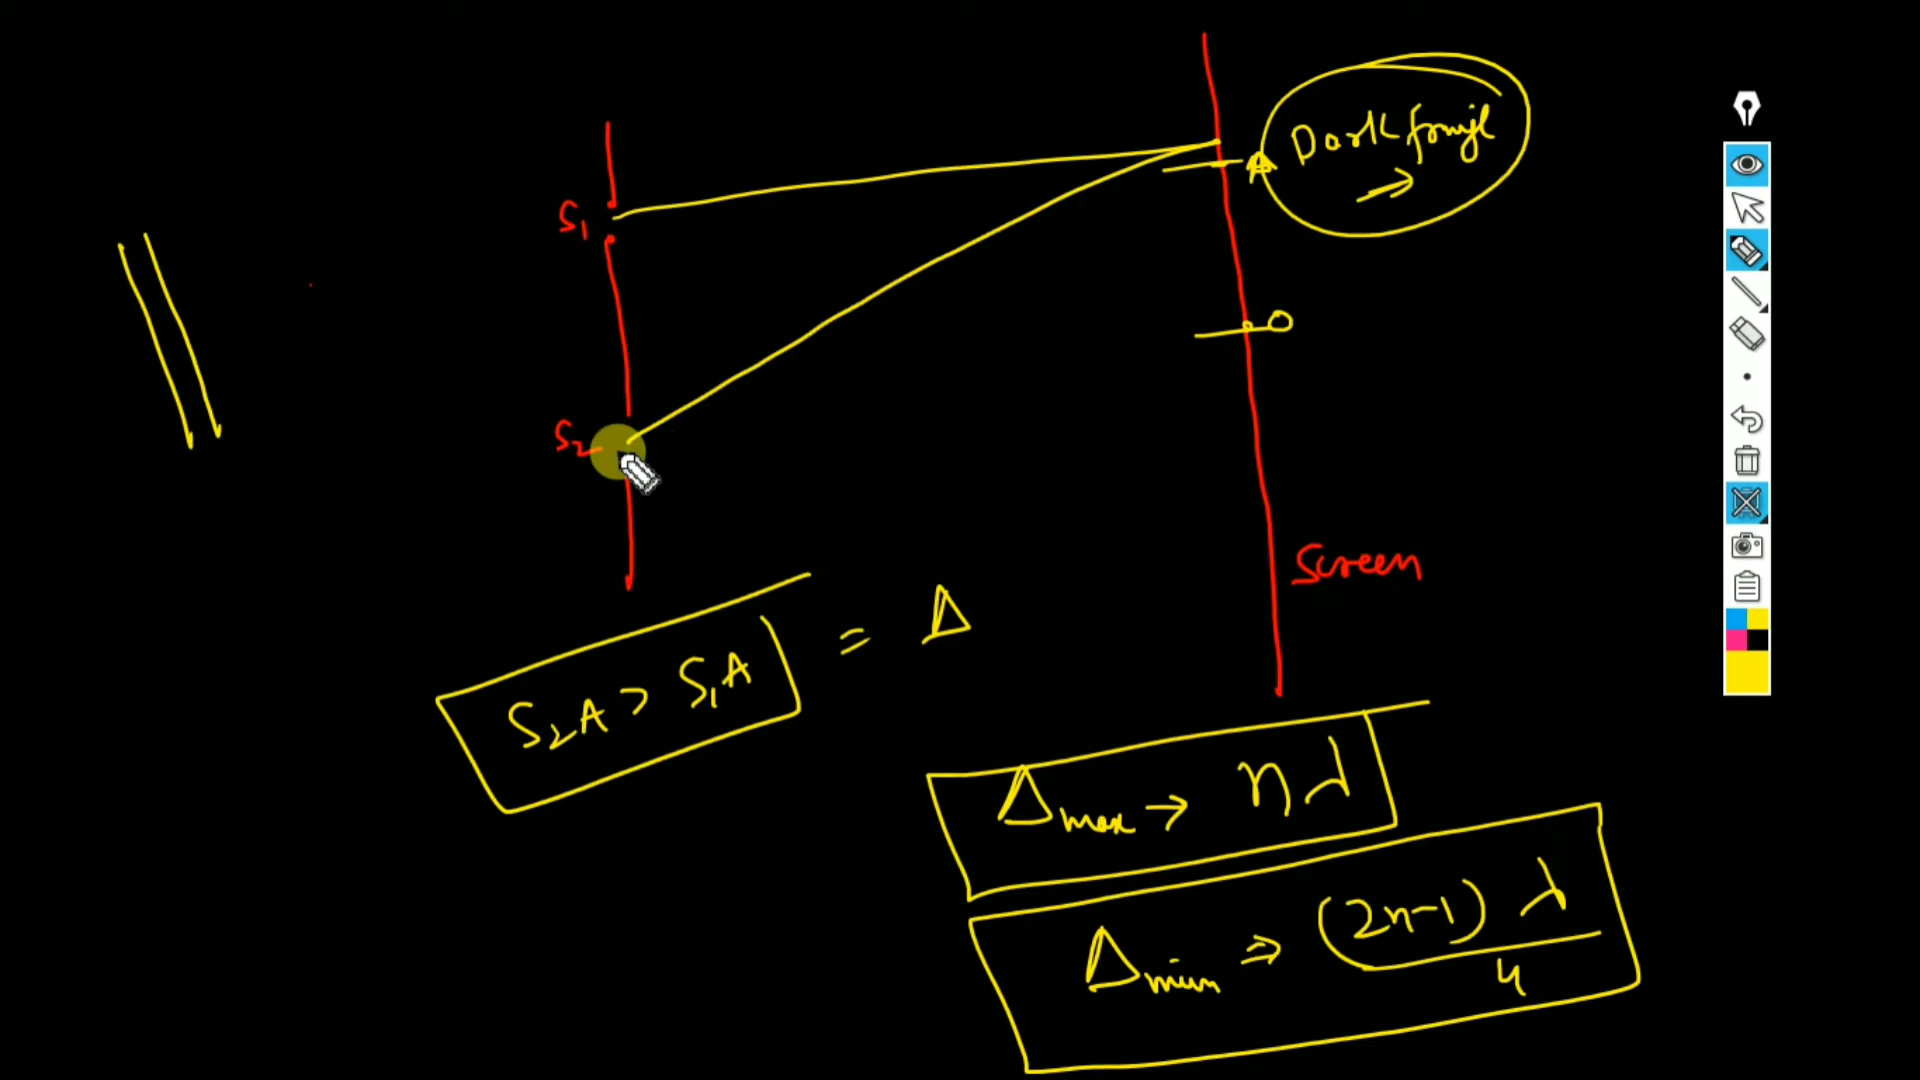 Dark fringe
→
S₁
A
O
S₂
Screen
S₂A > S₁A = Δ
Δmax → nλ
Δmin ⇒ (2n-1) λ / 4